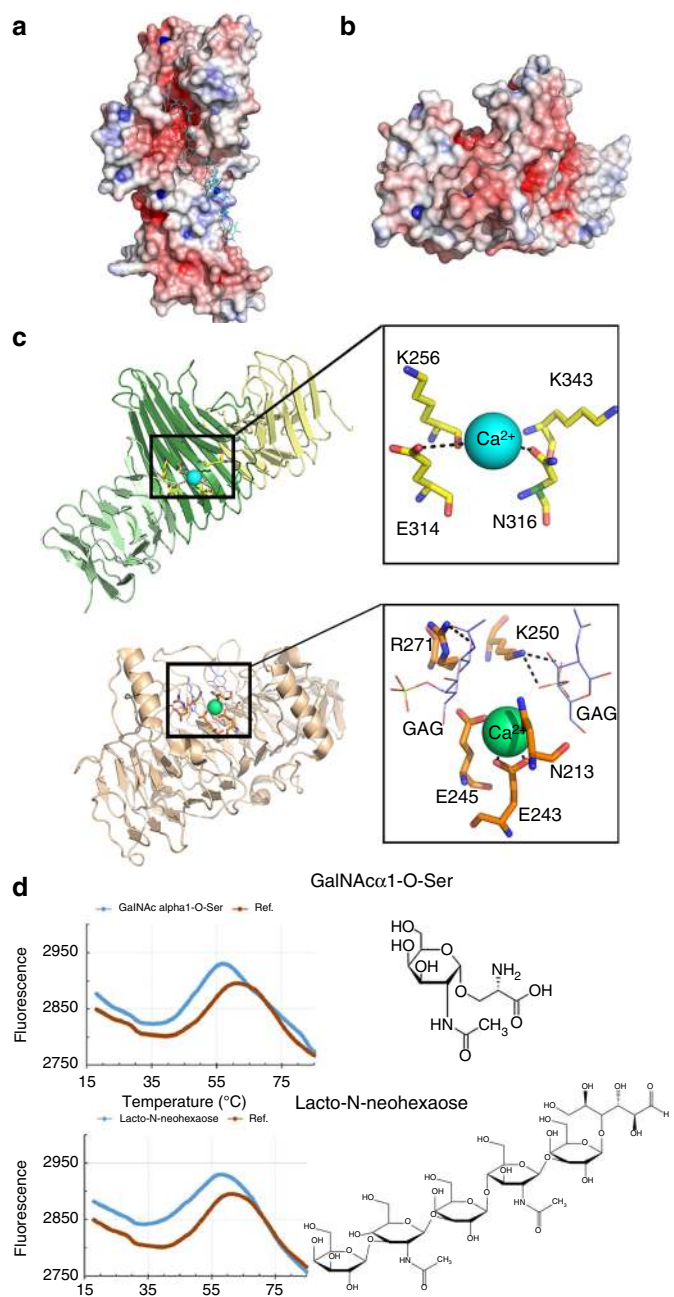 a
b
c
K256
K343
Ca2+
E314
N316
R271
K250
GAG
GAG
Ca2+
N213
E245
E243
d
GalNAcα1-O-Ser
GalNAc alpha1-O-Ser Ref.
Fluorescence
2950
2850
2750
15 35 55 75
Temperature (°C)
HO
HO
OH
O
O
NH2
OH
O
HN
CH3
O
Lacto-N-neohexaose
Lacto-N-neohexaose Ref.
Fluorescence
2950
2850
2750
15 35 55 75